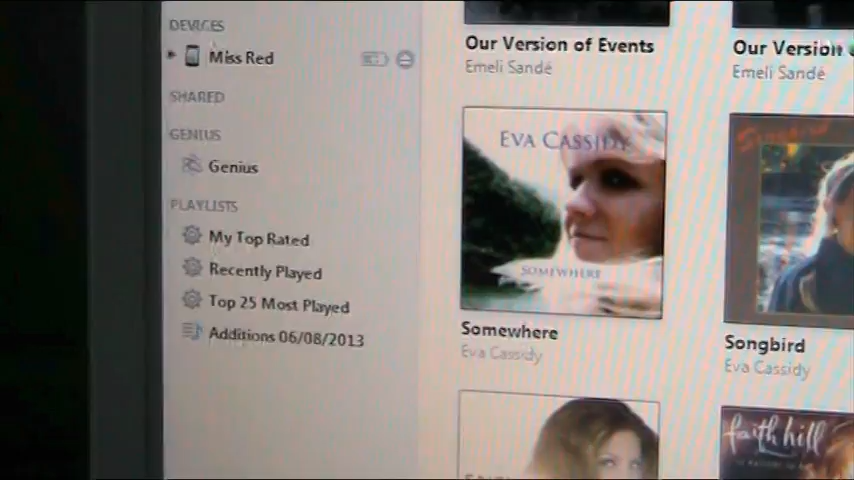 DEVICES
Miss Red
SHARED
GENIUS
Genius
PLAYLISTS
My Top Rated
Recently Played
Top 25 Most Played
Additions 06/08/2013
Our Version of Events
Emeli Sandé
Our Version
Emeli Sandé
EVA CASSIDY
SOMEWHERE
Somewhere
Eva Cassidy
Songbird
Songbird
Eva Cassidy
faith hill